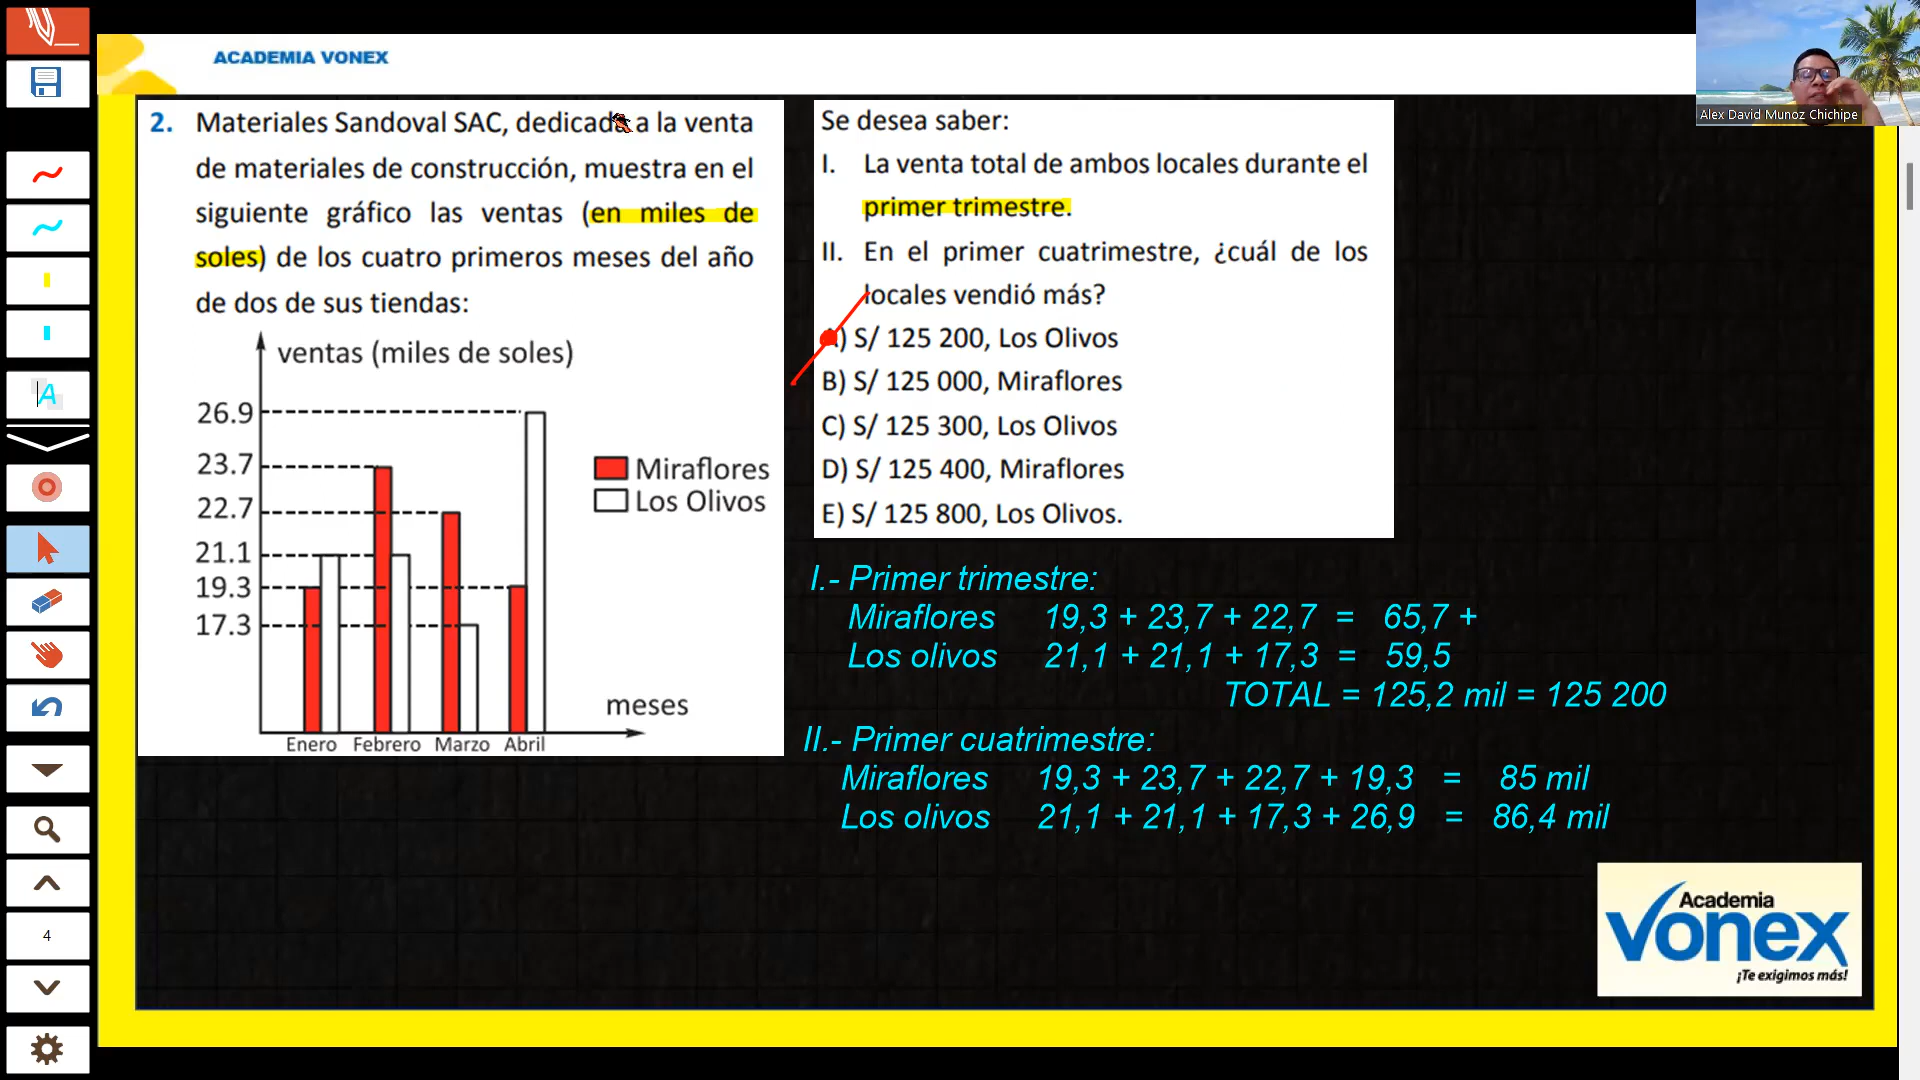 ACADEMIA VONEX
Alex David Munoz Chichipe
2. Materiales Sandoval SAC, dedicada a la venta
de materiales de construcción, muestra en el
siguiente gráfico las ventas (en miles de
soles) de los cuatro primeros meses del año
de dos de sus tiendas:
ventas (miles de soles)
26.9
23.7
22.7
21.1
19.3
17.3
Miraflores
Los Olivos
meses
Enero Febrero Marzo Abril
Se desea saber:
I. La venta total de ambos locales durante el
primer trimestre.
II. En el primer cuatrimestre, ¿cuál de los
locales vendió más?
A) S/ 125 200, Los Olivos
B) S/ 125 000, Miraflores
C) S/ 125 300, Los Olivos
D) S/ 125 400, Miraflores
E) S/ 125 800, Los Olivos.
I.- Primer trimestre:
Miraflores 19,3 + 23,7 + 22,7 = 65,7 +
Los olivos 21,1 + 21,1 + 17,3 = 59,5
TOTAL = 125,2 mil = 125 200
II.- Primer cuatrimestre:
Miraflores 19,3 + 23,7 + 22,7 + 19,3 = 85 mil
Los olivos 21,1 + 21,1 + 17,3 + 26,9 = 86,4 mil
Academia
Vonex
¡Te exigimos más!
A
4